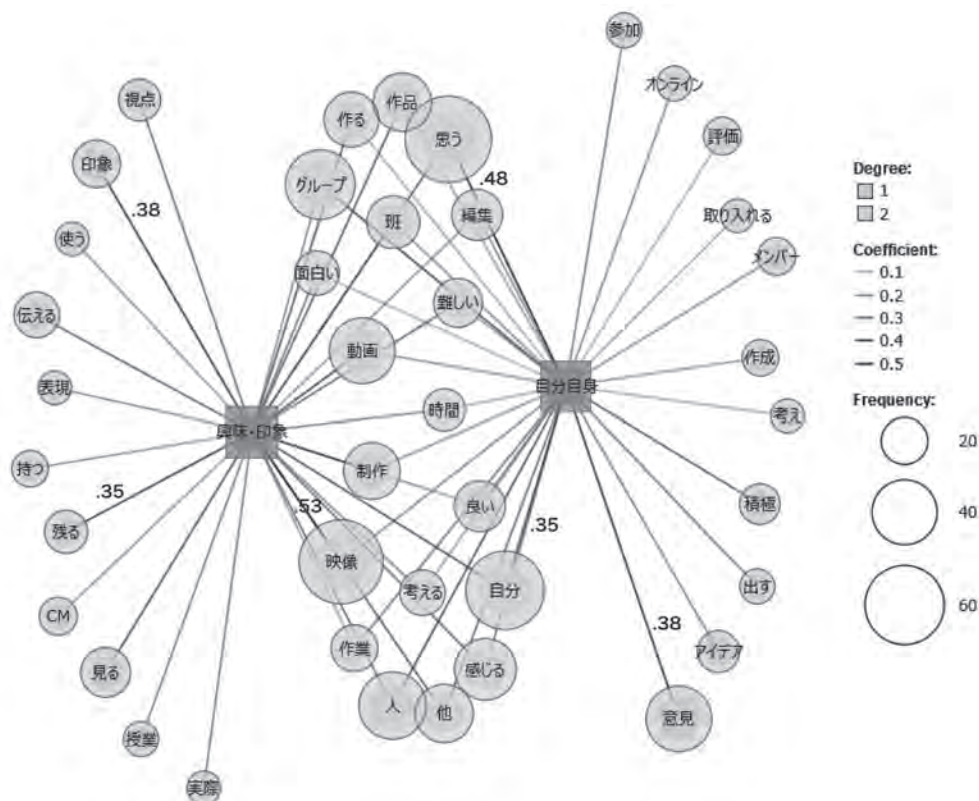 参加
視点
作る
作品
オンライン
思う
評価
印象
グループ
.48
Degree:
1
2
.38
班
編集
取り入れる
使う
面白い
メンバー
Coefficient:
0.1
0.2
0.3
0.4
0.5
伝える
難しい
動画
作成
表現
自分自身
時間
考え
Frequency:
20
40
60
興味・印象
持つ
制作
.35
.53
良い
.35
積極
残る
映像
考える
自分
出す
CM
作業
感じる
.38
アイデア
見る
人
他
意見
授業
実際